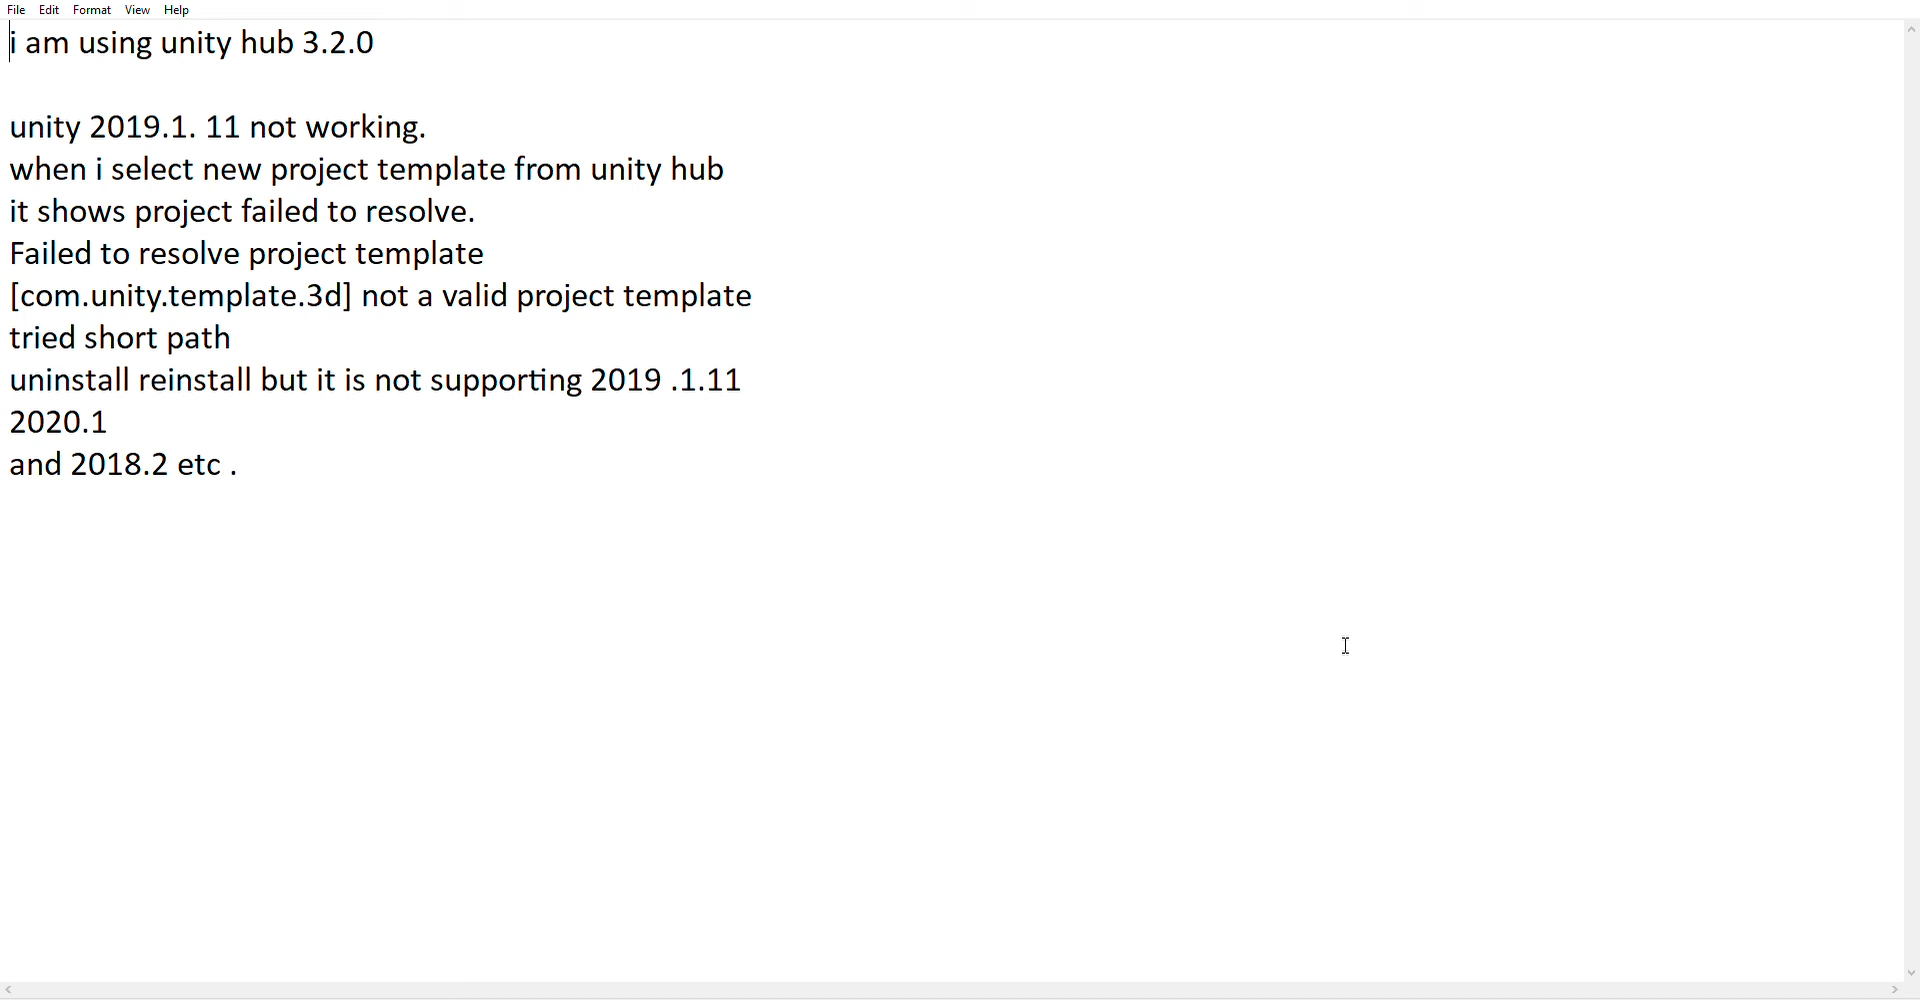 File Edit Format View Help
i am using unity hub 3.2.0
unity 2019.1. 11 not working.
when i select new project template from unity hub
it shows project failed to resolve.
Failed to resolve project template
[com.unity.template.3d] not a valid project template
tried short path
uninstall reinstall but it is not supporting 2019 .1.11
2020.1
and 2018.2 etc .